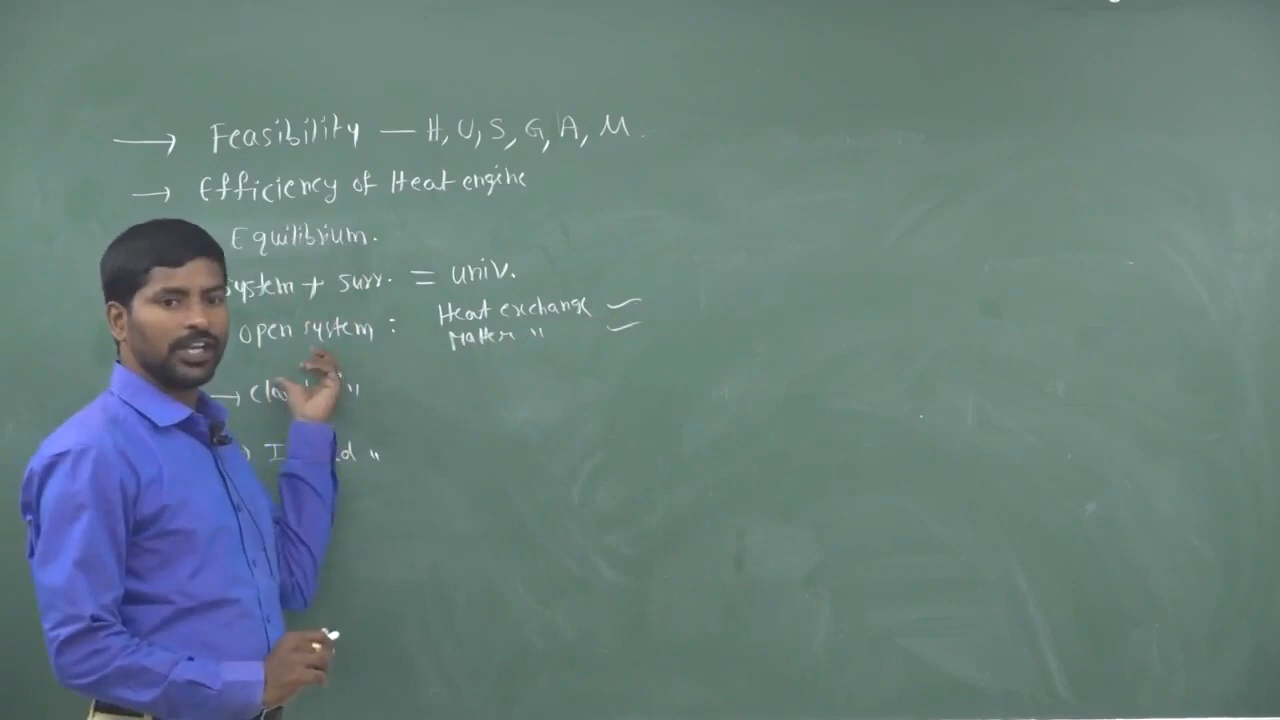 → Feasibility — H, U, S, G, A, M.
→ Efficiency of Heat engine
Equilibrium.
system + surr. = univ.
open system : Heat exchange
Matter "
→ "
"